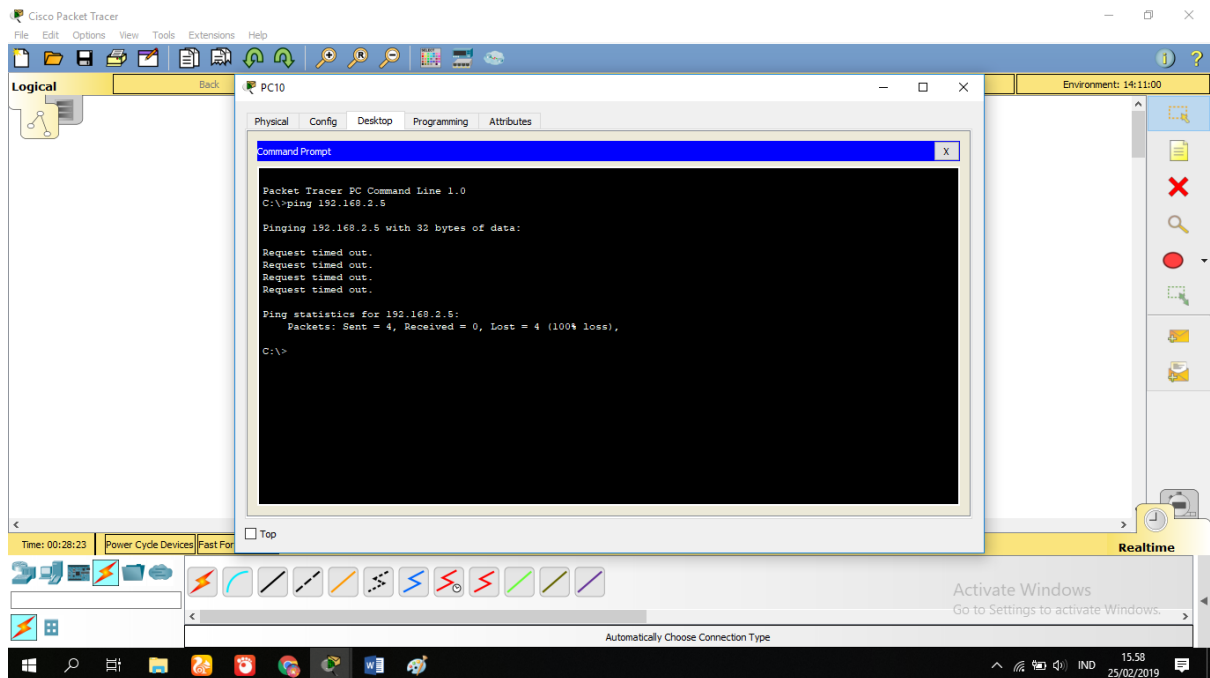 Cisco Packet Tracer
File Edit Options View Tools Extensions Help
Logical
Back
Environment: 14:11:00
PC10
Physical Config Desktop Programming Attributes
Command Prompt
X
Packet Tracer PC Command Line 1.0
C:\>ping 192.168.2.5
Pinging 192.168.2.5 with 32 bytes of data:
Request timed out.
Request timed out.
Request timed out.
Request timed out.
Ping statistics for 192.168.2.5:
Packets: Sent = 4, Received = 0, Lost = 4 (100% loss),
C:\>
Top
Time: 00:28:23 Power Cycle Devices Fast For
Realtime
Activate Windows
Go to Settings to activate Windows.
Automatically Choose Connection Type
IND
15.58
25/02/2019